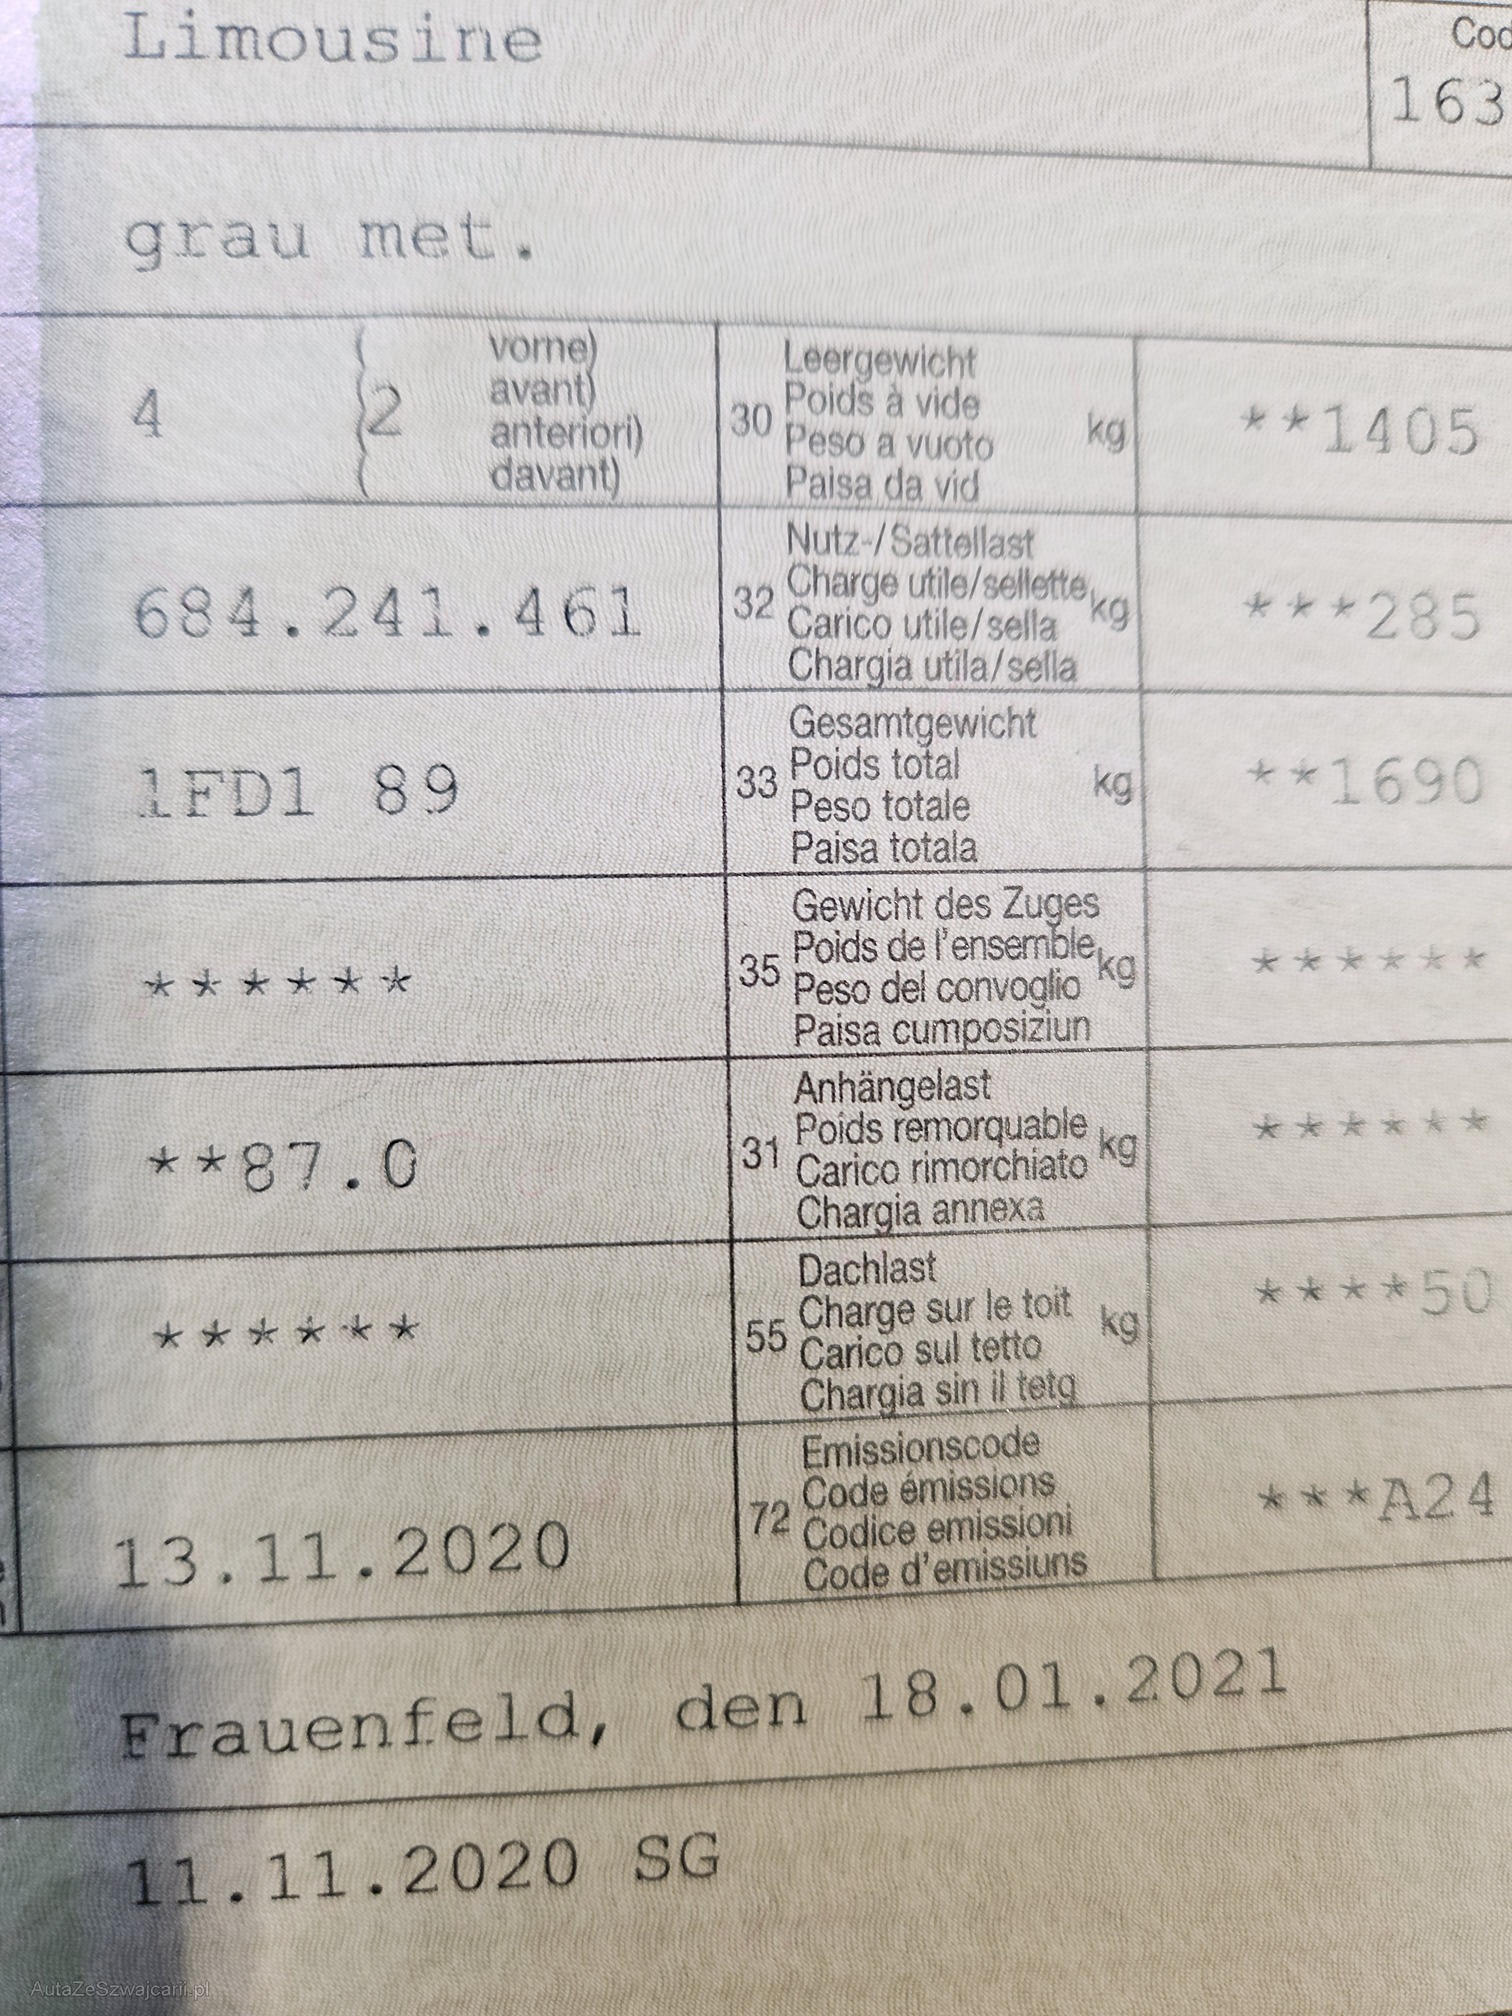 Limousine
Cod
163
grau met.
4 ( 2 vorne)
avant)
anteriori)
( davant)
30 Leergewicht
Poids à vide
Peso a vuoto
Paisa da vid
kg **1405
684.241.461
32 Nutz-/Sattellast
Charge utile/sellette
Carico utile/sella
Chargia utila/sella
kg ***285
1FD1 89
33 Gesamtgewicht
Poids total
Peso totale
Paisa totala
kg **1690
******
35 Gewicht des Zuges
Poids de l'ensemble
Peso del convoglio
Paisa cumposiziun
kg ******
**87.0
31 Anhängelast
Poids remorquable
Carico rimorchiato
Chargia annexa
kg ******
******
55 Dachlast
Charge sur le toit
Carico sul tetto
Chargia sin il tetg
kg ****50
13.11.2020
72 Emissionscode
Code émissions
Codice emissioni
Code d'emissiuns
***A24
Frauenfeld, den 18.01.2021
11.11.2020 SG
AutaZeSzwajcarii.pl